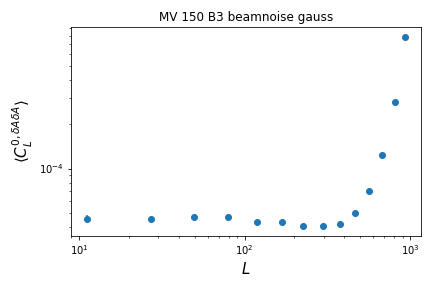 MV 150 B3 beamnoise gauss
⟨C_L^{0, δAδA}⟩
10^{-4}
10^1
10^2
10^3
L